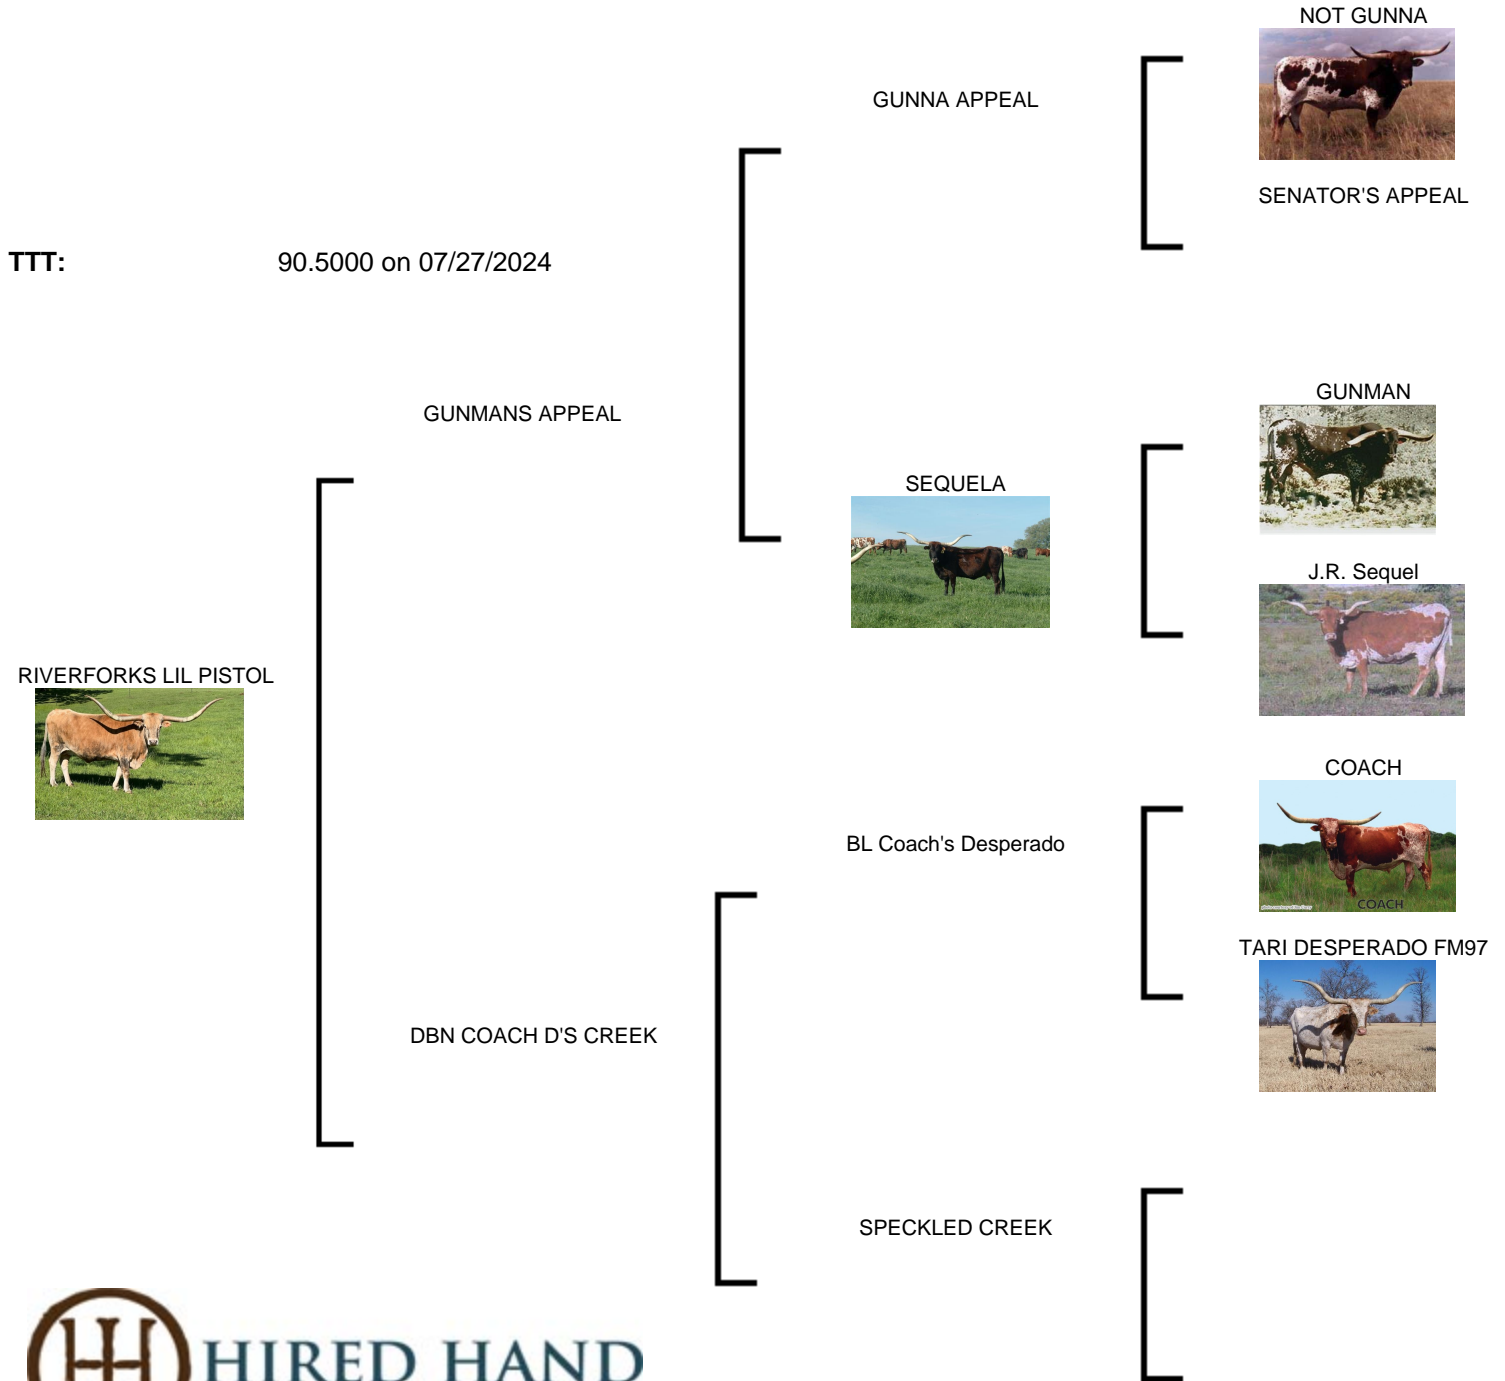 NOT GUNNA
GUNNA APPEAL
SENATOR'S APPEAL
TTT: 90.5000 on 07/27/2024
GUNMAN
GUNMANS APPEAL
SEQUELA
J.R. Sequel
RIVERFORKS LIL PISTOL
COACH
BL Coach's Desperado
COACH
TARI DESPERADO FM97
DBN COACH D'S CREEK
SPECKLED CREEK
HIRED HAND